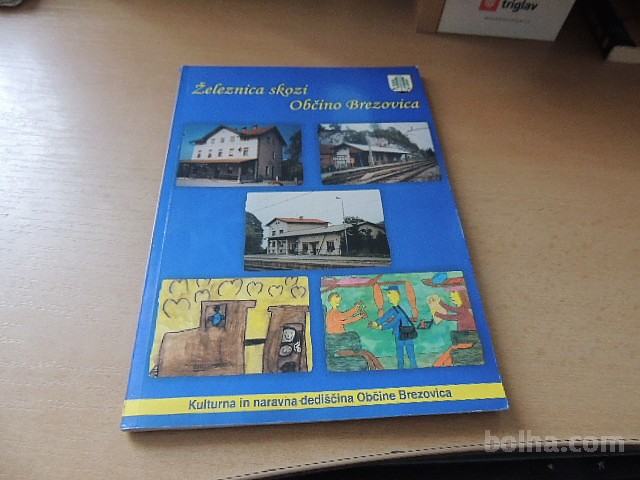 triglav
Železnica skozi
Občino Brezovica
Kulturna in naravna dediščina Občine Brezovica
bolha.com